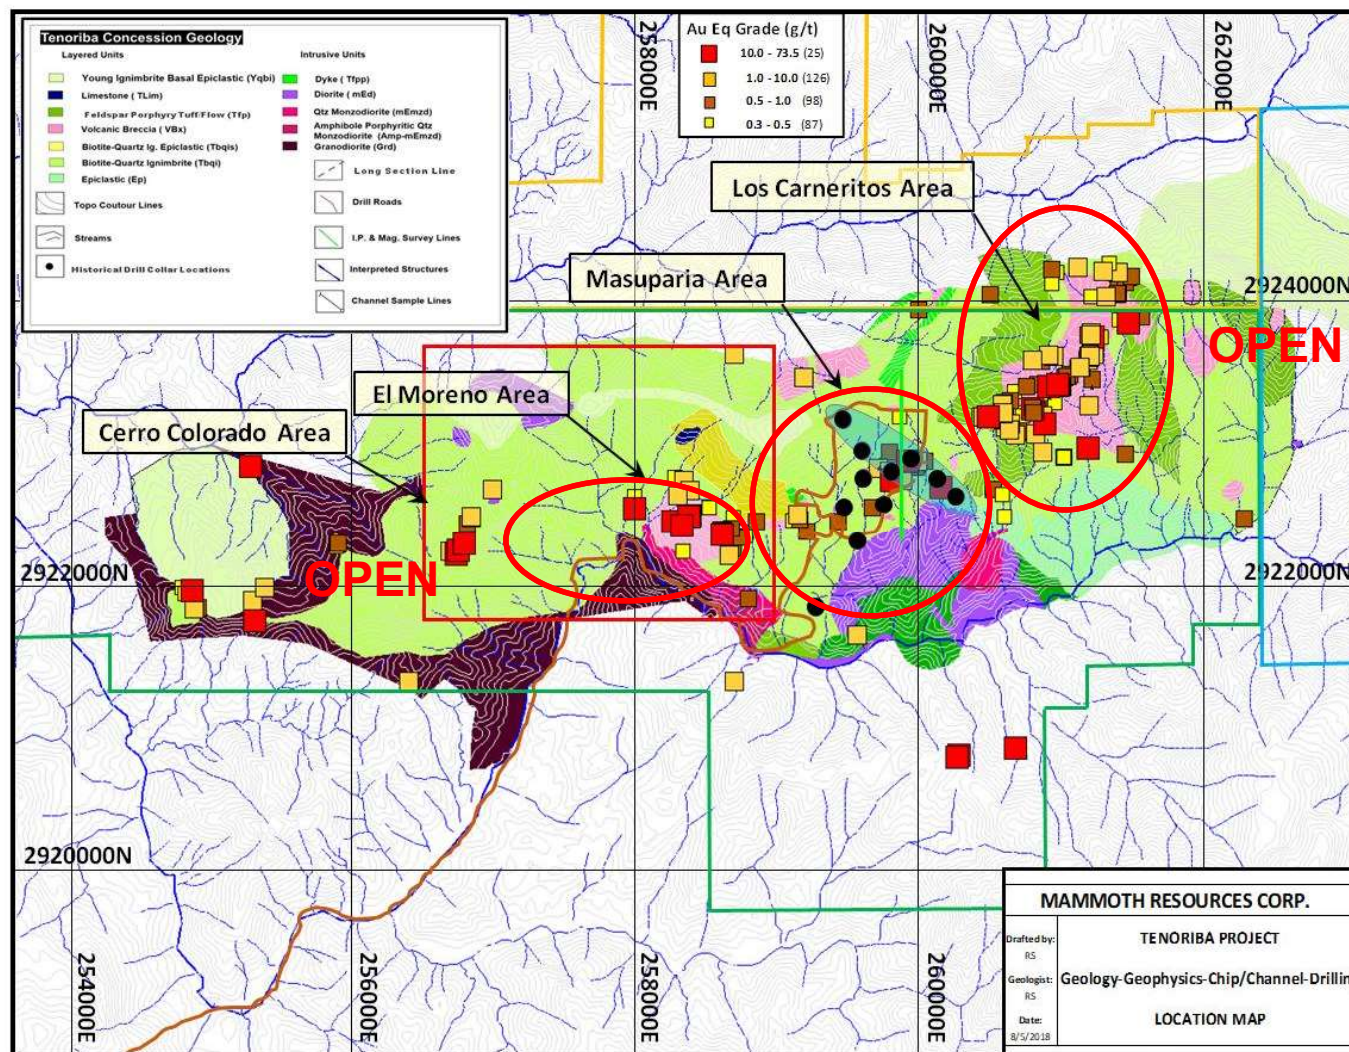 Tenoriba Concession Geology
Layered Units
Young Ignimbrite Basal Epiclastic (Yqbi)
Limestone ( TLim)
Feldspar Porphyry Tuff/Flow (Tfp)
Volcanic Breccia ( VBx)
Biotite-Quartz Ig. Epiclastic (Tbqis)
Biotite-Quartz Ignimbrite (Tbqi)
Epiclastic (Ep)
Topo Coutour Lines
Streams
Historical Drill Collar Locations
Intrusive Units
Dyke ( Tfpp)
Diorite ( mEd)
Qtz Monzodiorite (mEmzd)
Amphibole Porphyritic Qtz
Monzodiorite (Amp-mEmzd)
Granodiorite (Grd)
Long Section Line
Drill Roads
I.P. & Mag. Survey Lines
Interpreted Structures
Channel Sample Lines
Au Eq Grade (g/t)
10.0 - 73.5 (25)
1.0 - 10.0 (126)
0.5 - 1.0 (98)
0.3 - 0.5 (87)
258000E
260000E
262000E
Los Carneritos Area
Masuparia Area
El Moreno Area
Cerro Colorado Area
2924000N
OPEN
OPEN
2922000N
2922000N
2920000N
254000E
256000E
258000E
260000E
MAMMOTH RESOURCES CORP.
Drafted by:
RS
TENORIBA PROJECT
Geologist:
RS
Geology-Geophysics-Chip/Channel-Drillin
Date:
8/5/2018
LOCATION MAP